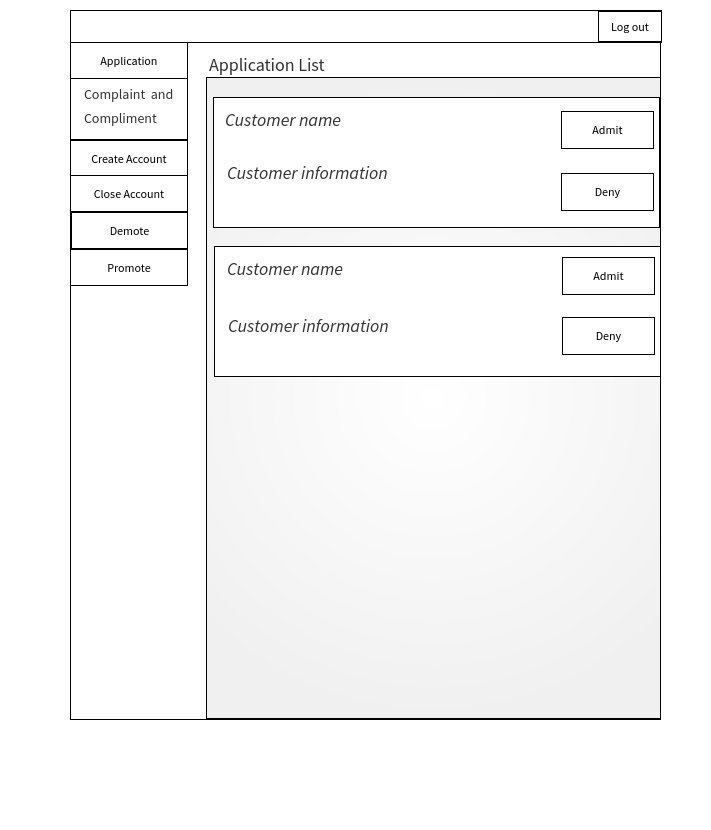 Log out
Application
Complaint and
Compliment
Create Account
Close Account
Demote
Promote
Application List
Customer name
Admit
Customer information
Deny
Customer name
Admit
Customer information
Deny